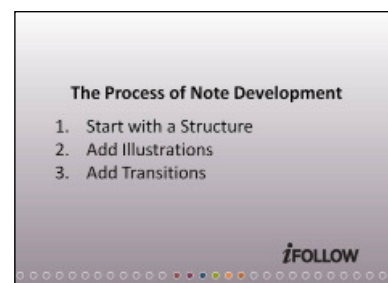 The Process of Note Development
1. Start with a Structure
2. Add Illustrations
3. Add Transitions
iFOLLOW